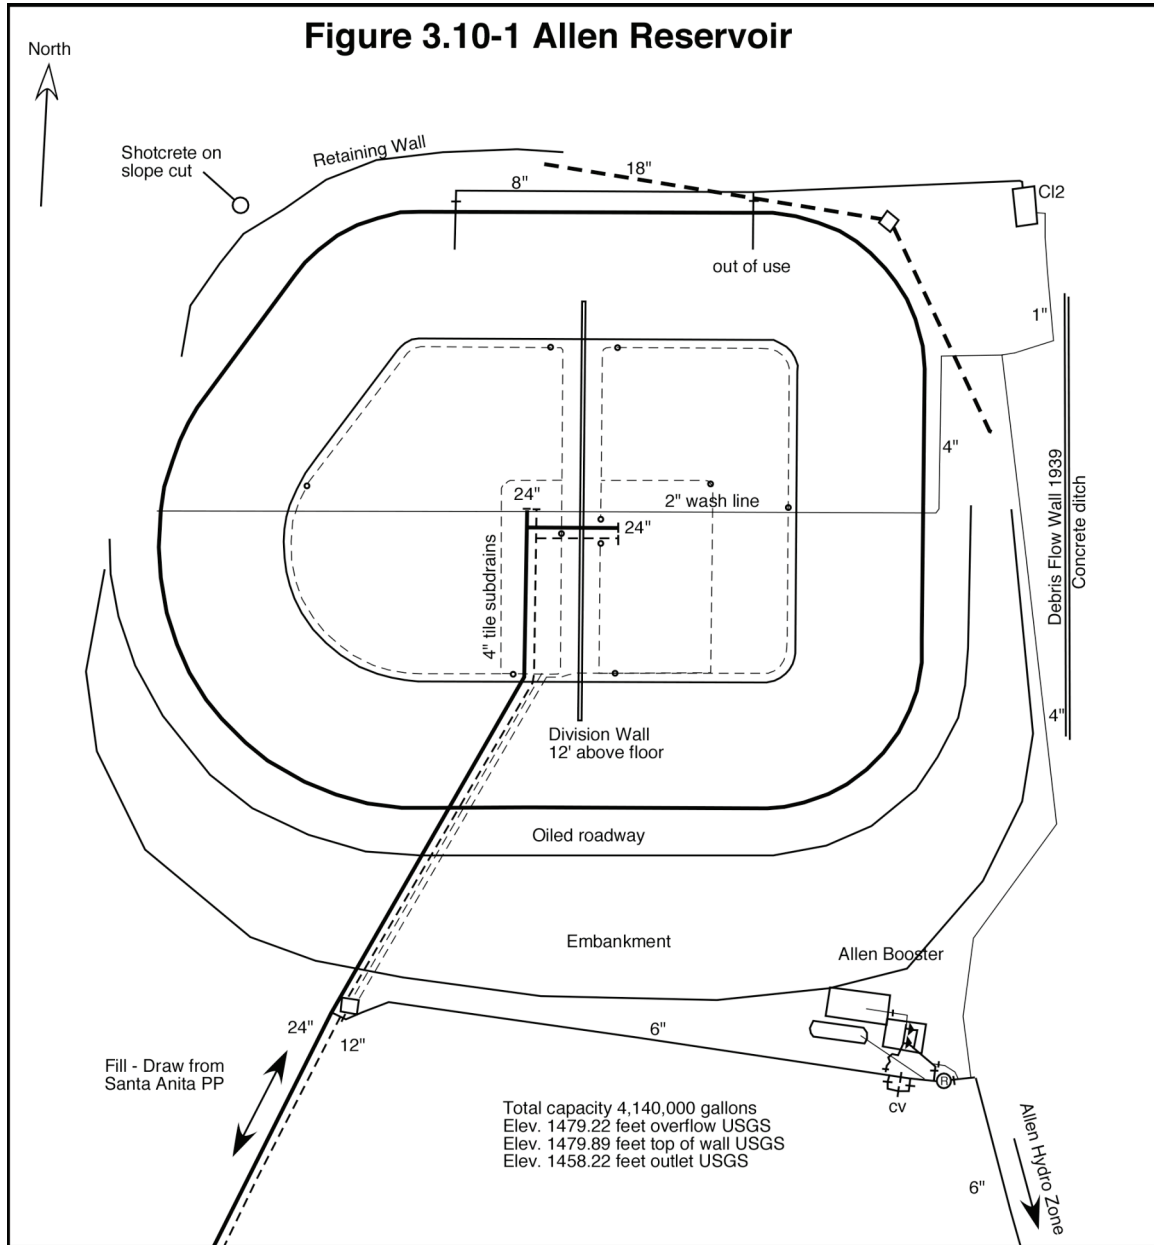 Figure 3.10-1 Allen Reservoir
North
Shotcrete on
slope cut
Retaining Wall
18"
8"
Cl2
out of use
1"
4"
24"
2" wash line
24"
4" tile subdrains
Debris Flow Wall 1939
Concrete ditch
4"
Division Wall
12' above floor
Oiled roadway
Embankment
Allen Booster
24"
12"
6"
Fill - Draw from
Santa Anita PP
R
cv
Total capacity 4,140,000 gallons
Elev. 1479.22 feet overflow USGS
Elev. 1479.89 feet top of wall USGS
Elev. 1458.22 feet outlet USGS
6"
Allen Hydro Zone